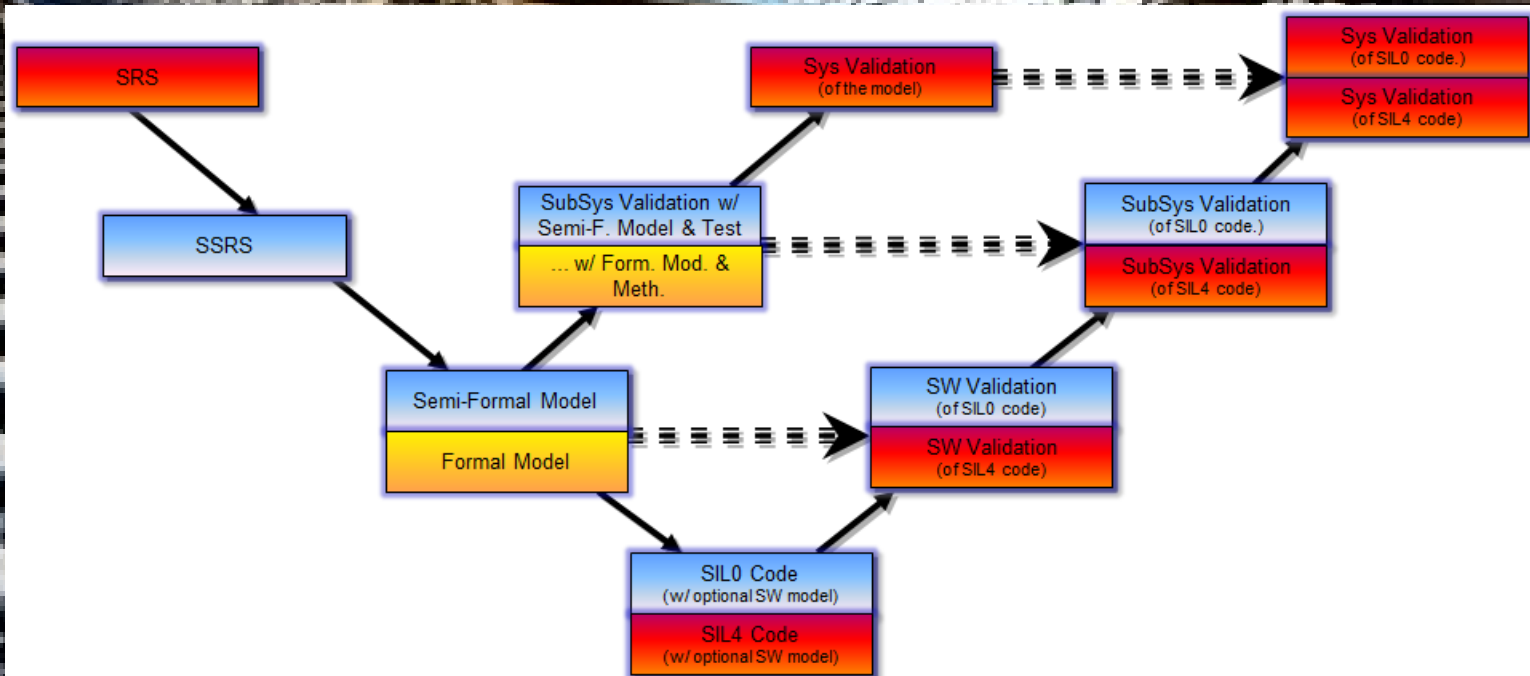 SRS
Sys Validation
(of the model)
Sys Validation
(of SIL0 code.)
Sys Validation
(of SIL4 code)
SSRS
SubSys Validation w/
Semi-F. Model & Test
... w/ Form. Mod. &
Meth.
SubSys Validation
(of SIL0 code.)
SubSys Validation
(of SIL4 code)
Semi-Formal Model
Formal Model
SW Validation
(of SIL0 code)
SW Validation
(of SIL4 code)
SIL0 Code
(w/ optional SW model)
SIL4 Code
(w/ optional SW model)